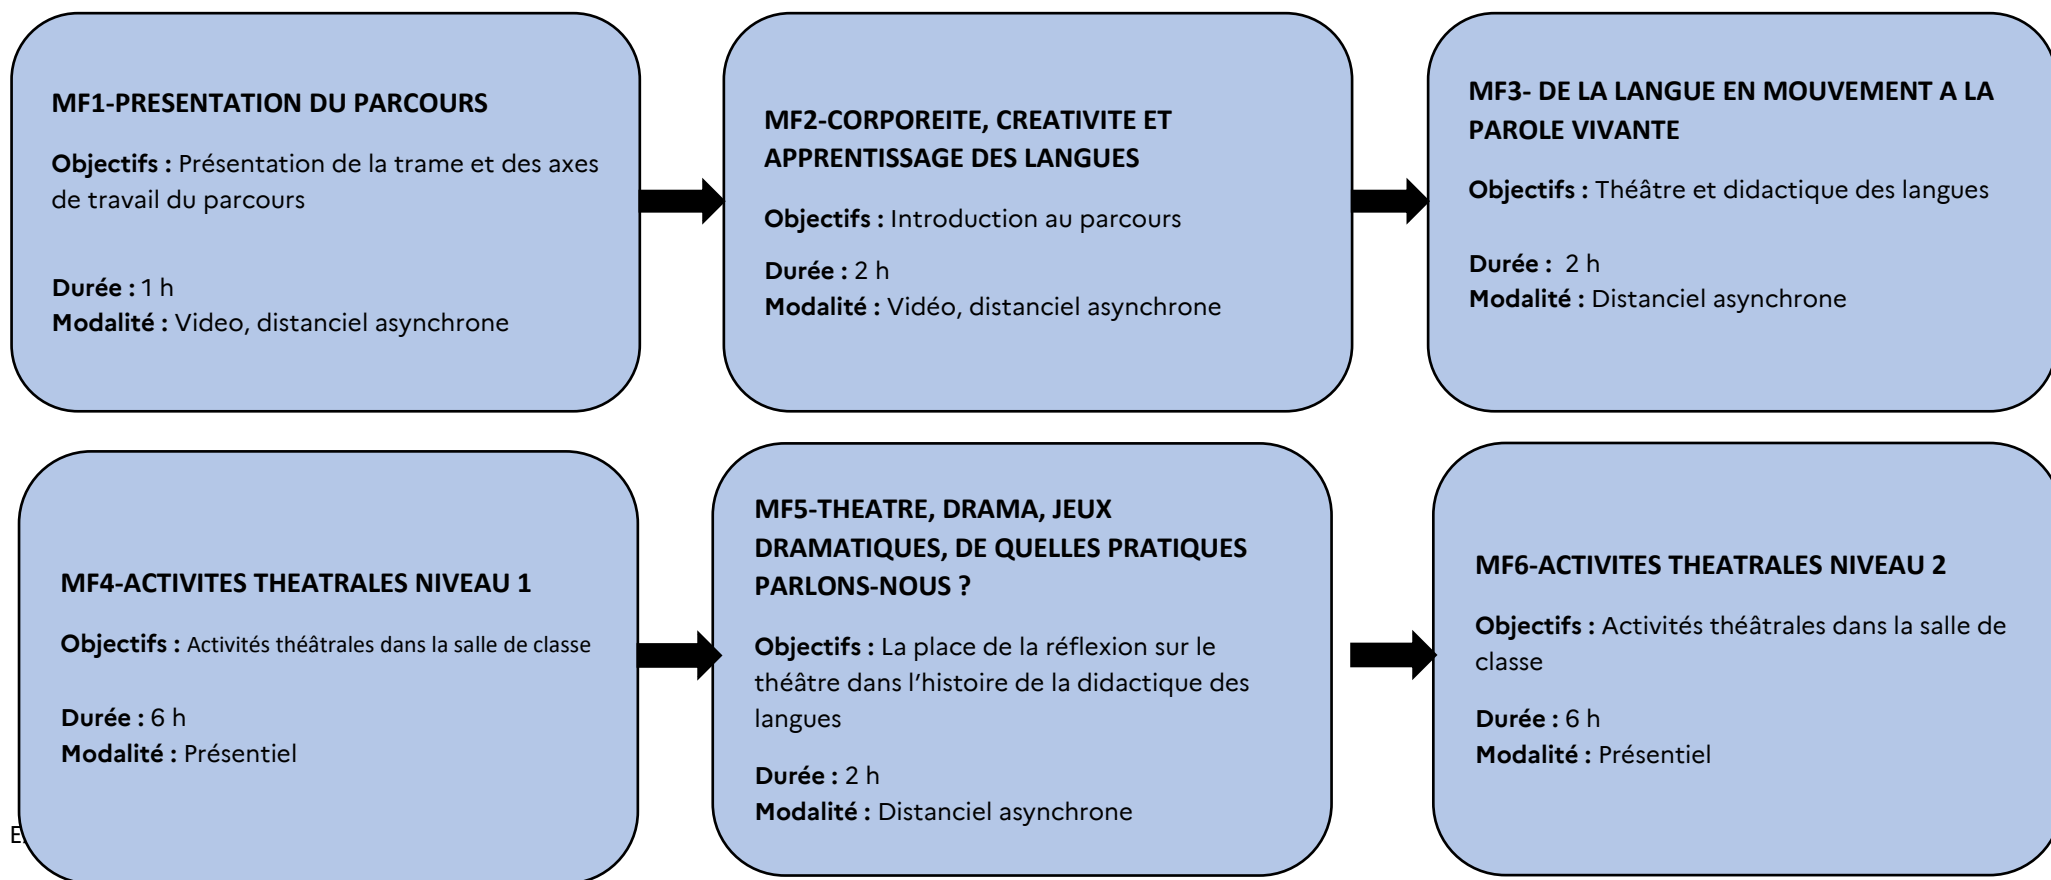 MF1-PRESENTATION DU PARCOURS
Objectifs : Présentation de la trame et des axes
de travail du parcours
Durée : 1 h
Modalité : Video, distanciel asynchrone
MF2-CORPOREITE, CREATIVITE ET
APPRENTISSAGE DES LANGUES
Objectifs : Introduction au parcours
Durée : 2 h
Modalité : Vidéo, distanciel asynchrone
MF3- DE LA LANGUE EN MOUVEMENT A LA
PAROLE VIVANTE
Objectifs : Théâtre et didactique des langues
Durée : 2 h
Modalité : Distanciel asynchrone
MF4-ACTIVITES THEATRALES NIVEAU 1
Objectifs : Activités théâtrales dans la salle de classe
Durée : 6 h
Modalité : Présentiel
MF5-THEATRE, DRAMA, JEUX
DRAMATIQUES, DE QUELLES PRATIQUES
PARLONS-NOUS ?
Objectifs : La place de la réflexion sur le
théâtre dans l’histoire de la didactique des
langues
Durée : 2 h
Modalité : Distanciel asynchrone
MF6-ACTIVITES THEATRALES NIVEAU 2
Objectifs : Activités théâtrales dans la salle de
classe
Durée : 6 h
Modalité : Présentiel